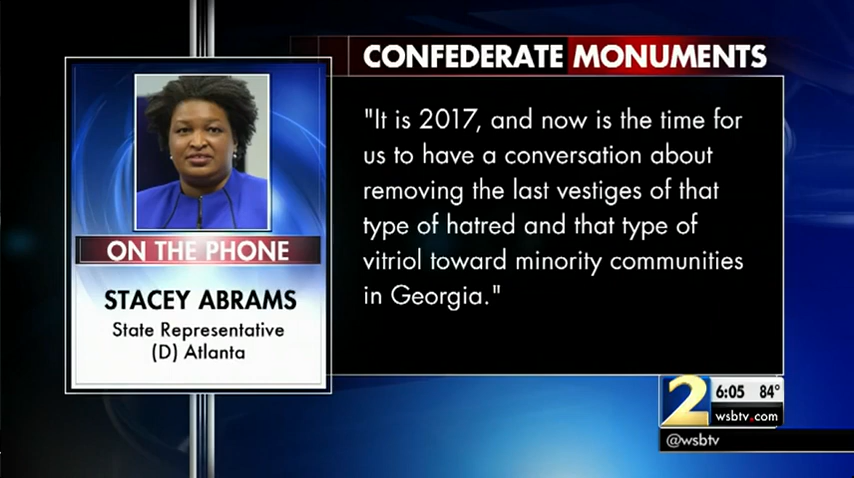 CONFEDERATE MONUMENTS
"It is 2017, and now is the time for
us to have a conversation about
removing the last vestiges of that
type of hatred and that type of
vitriol toward minority communities
in Georgia."
ON THE PHONE
STACEY ABRAMS
State Representative
(D) Atlanta
2 6:05 84°
wsbtv.com
@wsbtv